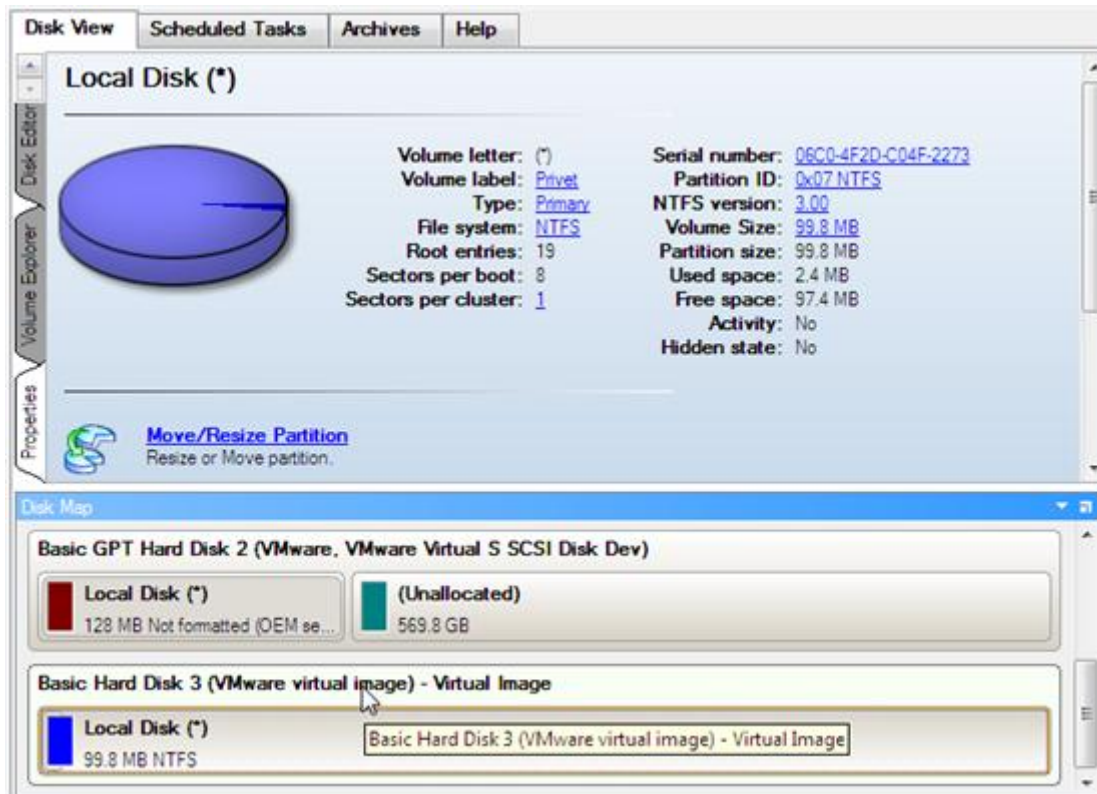 Disk View Scheduled Tasks Archives Help
Local Disk (*)
Disk Editor
Volume Explorer
Properties
Volume letter: (*)
Volume label: Privet
Type: Primary
File system: NTFS
Root entries: 19
Sectors per boot: 8
Sectors per cluster: 1
Serial number: 06C0-4F2D-C04F-2273
Partition ID: 0x07 NTFS
NTFS version: 3.00
Volume Size: 99.8 MB
Partition size: 99.8 MB
Used space: 2.4 MB
Free space: 97.4 MB
Activity: No
Hidden state: No
Move/Resize Partition
Resize or Move partition.
Disk Map
Basic GPT Hard Disk 2 (VMware, VMware Virtual S SCSI Disk Dev)
Local Disk (*)
128 MB Not formatted (OEM se...
(Unallocated)
569.8 GB
Basic Hard Disk 3 (VMware virtual image) - Virtual Image
Local Disk (*)
99.8 MB NTFS
Basic Hard Disk 3 (VMware virtual image) - Virtual Image